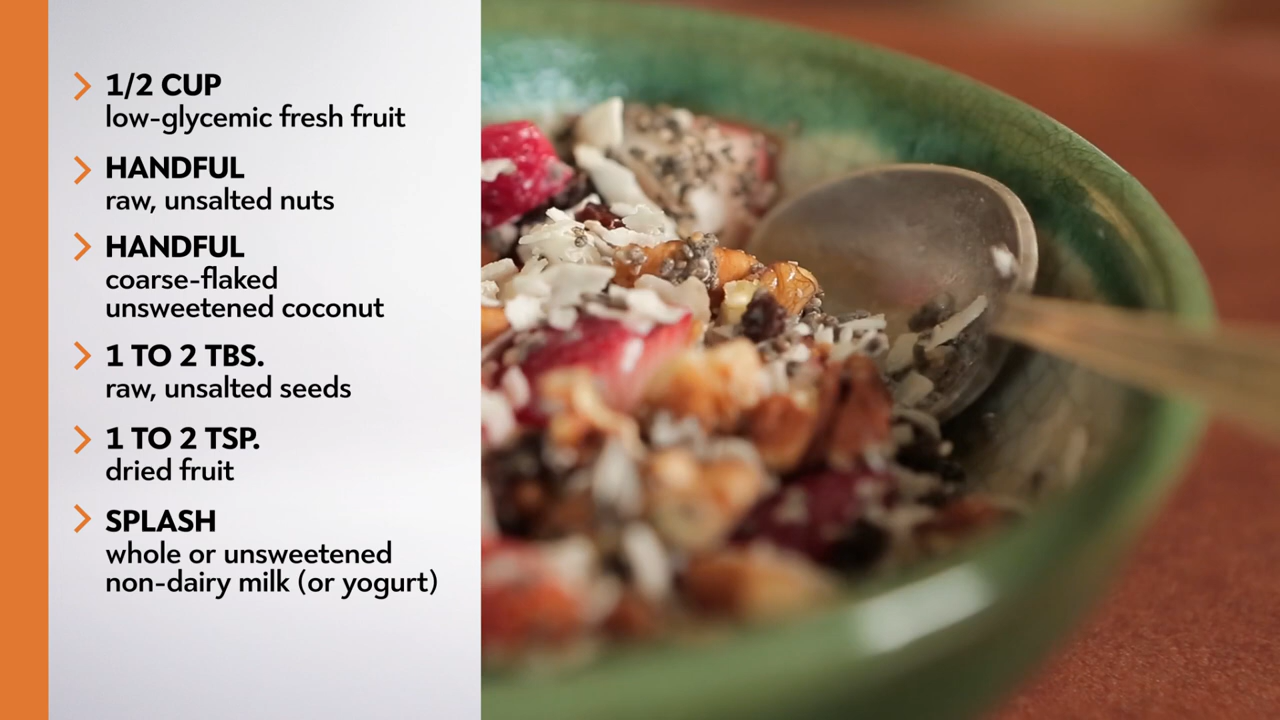 1/2 CUP
low-glycemic fresh fruit
HANDFUL
raw, unsalted nuts
HANDFUL
coarse-flaked
unsweetened coconut
1 TO 2 TBS.
raw, unsalted seeds
1 TO 2 TSP.
dried fruit
SPLASH
whole or unsweetened
non-dairy milk (or yogurt)